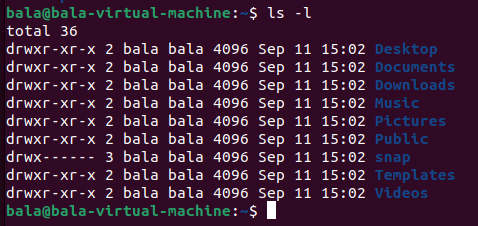 bala@bala-virtual-machine:~$ ls -l
total 36
drwxr-xr-x 2 bala bala 4096 Sep 11 15:02 Desktop
drwxr-xr-x 2 bala bala 4096 Sep 11 15:02 Documents
drwxr-xr-x 2 bala bala 4096 Sep 11 15:02 Downloads
drwxr-xr-x 2 bala bala 4096 Sep 11 15:02 Music
drwxr-xr-x 2 bala bala 4096 Sep 11 15:02 Pictures
drwxr-xr-x 2 bala bala 4096 Sep 11 15:02 Public
drwx------ 3 bala bala 4096 Sep 11 15:02 snap
drwxr-xr-x 2 bala bala 4096 Sep 11 15:02 Templates
drwxr-xr-x 2 bala bala 4096 Sep 11 15:02 Videos
bala@bala-virtual-machine:~$